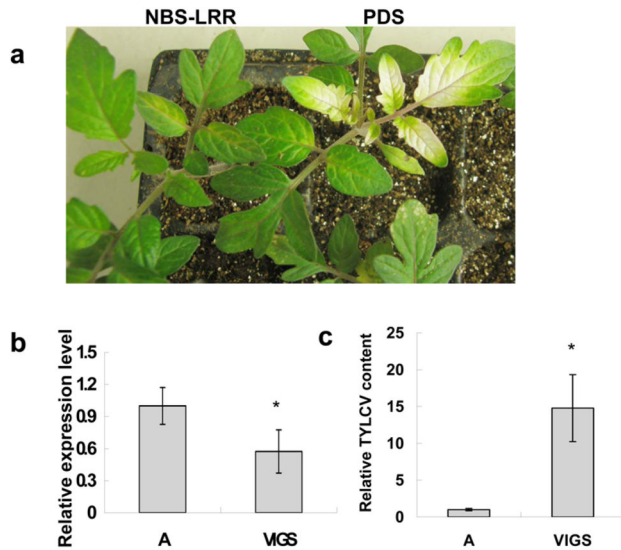 NBS-LRR PDS
a
b
Relative expression level
1.5
1.2
0.9
0.6
0.3
0
*
A VIGS
c
Relative TYLCV content
25
20
15
10
5
0
*
A VIGS